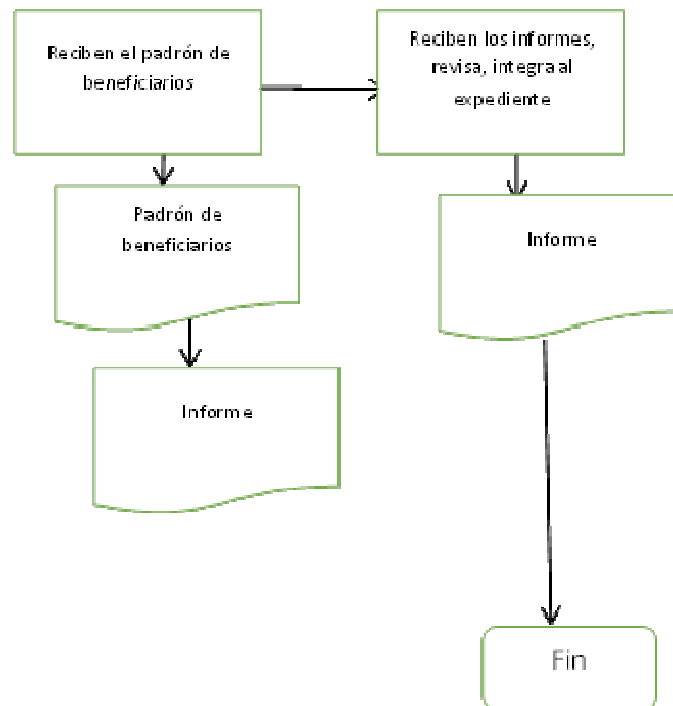 Reciben el padrón de
beneficiarios
Reciben los informes,
revisa, integra al
expediente
Padrón de
beneficiarios
Informe
Informe
Fin